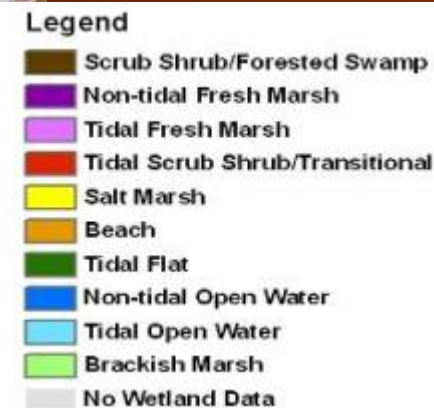 Legend
Scrub Shrub/Forested Swamp
Non-tidal Fresh Marsh
Tidal Fresh Marsh
Tidal Scrub Shrub/Transitional
Salt Marsh
Beach
Tidal Flat
Non-tidal Open Water
Tidal Open Water
Brackish Marsh
No Wetland Data